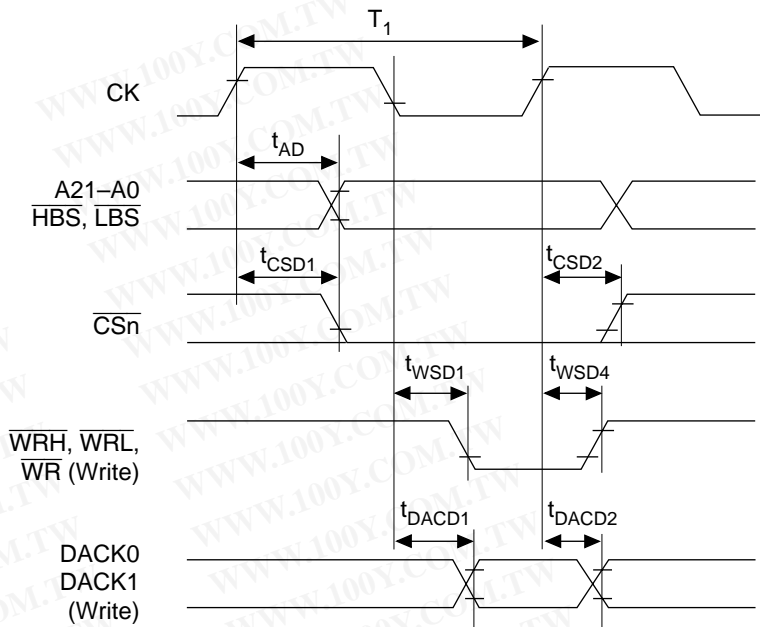 T1
CK
tAD
A21–A0
HBS, LBS
tCSD1
tCSD2
CSn
tWSD1
tWSD4
WRH, WRL,
WR (Write)
tDACD1
tDACD2
DACK0
DACK1
(Write)
WWW.100Y.COM.TW